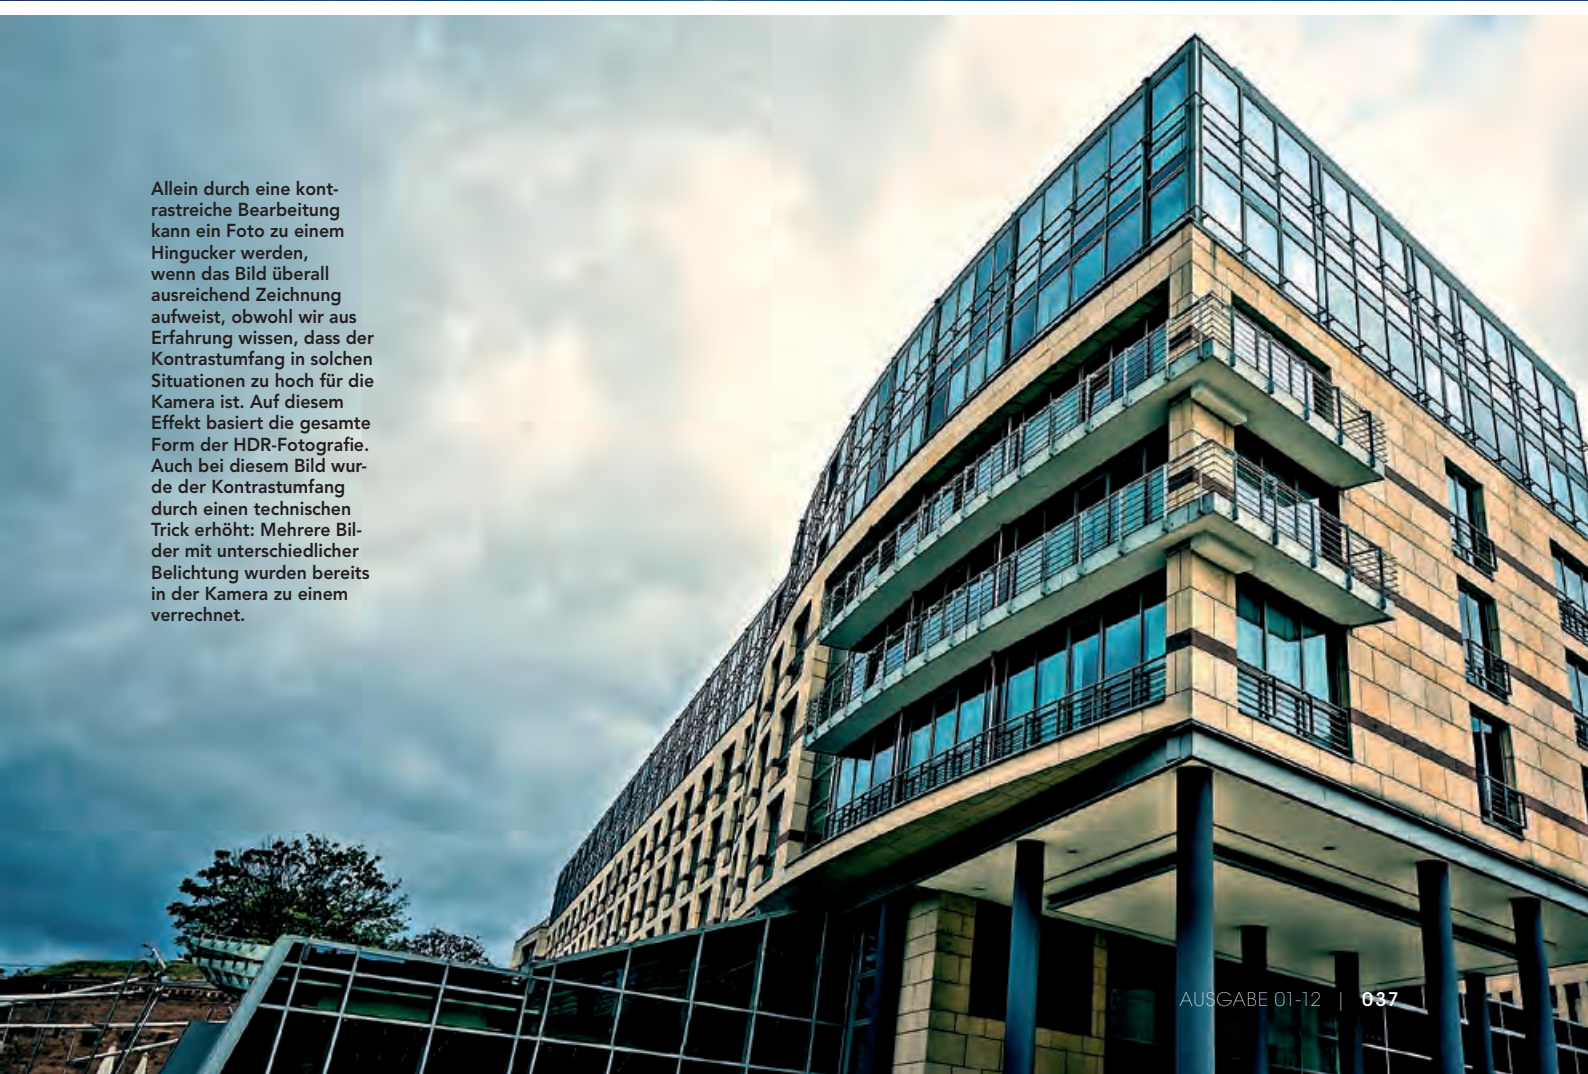 Allein durch eine kont-
rastreiche Bearbeitung
kann ein Foto zu einem
Hingucker werden,
wenn das Bild überall
ausreichend Zeichnung
aufweist, obwohl wir aus
Erfahrung wissen, dass der
Kontrastumfang in solchen
Situationen zu hoch für die
Kamera ist. Auf diesem
Effekt basiert die gesamte
Form der HDR-Fotografie.
Auch bei diesem Bild wur-
de der Kontrastumfang
durch einen technischen
Trick erhöht: Mehrere Bil-
der mit unterschiedlicher
Belichtung wurden bereits
in der Kamera zu einem
verrechnet.
AUSGABE 01-12 | 037